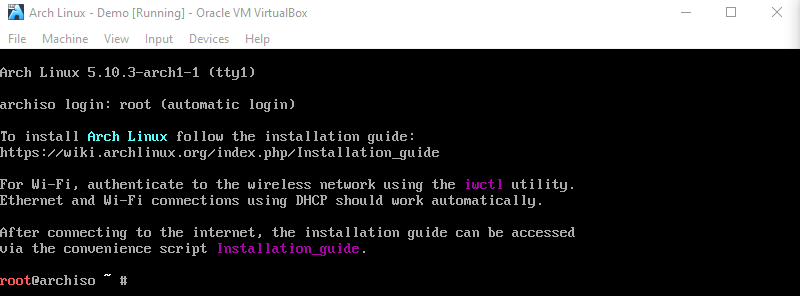 Arch Linux - Demo [Running] - Oracle VM VirtualBox
File Machine View Input Devices Help
Arch Linux 5.10.3-arch1-1 (tty1)
archiso login: root (automatic login)
To install Arch Linux follow the installation guide:
https://wiki.archlinux.org/index.php/Installation_guide
For Wi-Fi, authenticate to the wireless network using the iwctl utility.
Ethernet and Wi-Fi connections using DHCP should work automatically.
After connecting to the internet, the installation guide can be accessed
via the convenience script Installation_guide.
root@archiso ~ #